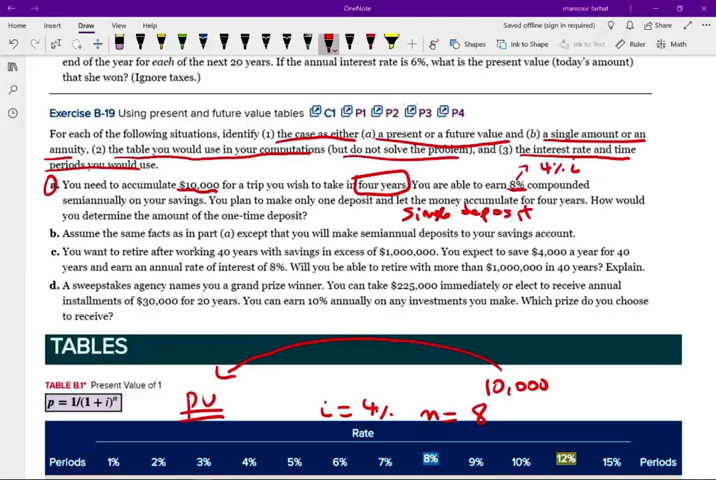 OneNote
mansour farhat
Home Insert Draw View Help
Saved offline (sign in required) Share
Shapes Ink to Shape Ink to Text Ruler Math
end of the year for each of the next 20 years. If the annual interest rate is 6%, what is the present value (today's amount)
that she won? (Ignore taxes.)
Exercise B-19 Using present and future value tables C1 P1 P2 P3 P4
For each of the following situations, identify (1) the case as either (a) a present or a future value and (b) a single amount or an
annuity, (2) the table you would use in your computations (but do not solve the problem), and (3) the interest rate and time
periods you would use.
4% i
a. You need to accumulate $10,000 for a trip you wish to take in four years. You are able to earn 8% compounded
semiannually on your savings. You plan to make only one deposit and let the money accumulate for four years. How would
you determine the amount of the one-time deposit?
single deposit
b. Assume the same facts as in part (a) except that you will make semiannual deposits to your savings account.
c. You want to retire after working 40 years with savings in excess of $1,000,000. You expect to save $4,000 a year for 40
years and earn an annual rate of interest of 8%. Will you be able to retire with more than $1,000,000 in 40 years? Explain.
d. A sweepstakes agency names you a grand prize winner. You can take $225,000 immediately or elect to receive annual
installments of $30,000 for 20 years. You can earn 10% annually on any investments you make. Which prize do you choose
to receive?
TABLES
TABLE B.1* Present Value of 1
10,000
p = 1/(1 + i)ⁿ
PV i = 4% n = 8
Rate
Periods 1% 2% 3% 4% 5% 6% 7% 8% 9% 10% 12% 15% Periods